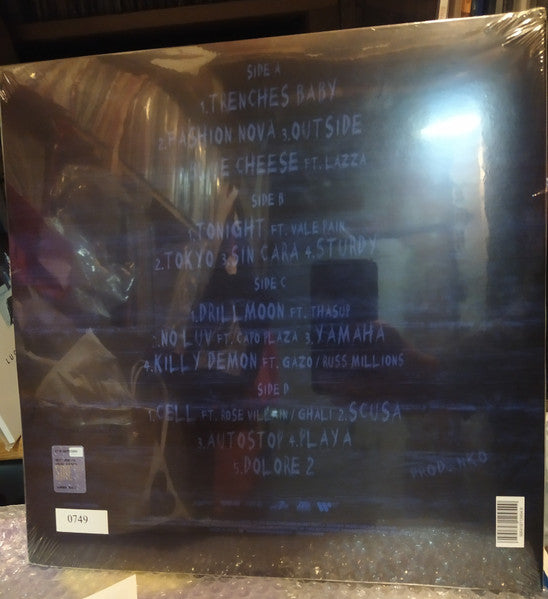 SIDE A
1.TRENCHES BABY
2.FASHION NOVA 3.OUTSIDE
CHEESE FT. LAZZA
SIDE B
1.TONIGHT FT. VALE PAIN
2.TOKYO 3.SIN CARA 4.STURDY
SIDE C
1.DRILL MOON FT. THASUP
2.NO LUV FT. CAPO PLAZA 3.YAMAHA
4.KILLY DEMON FT. GAZO/RUSS MILLIONS
SIDE D
1.CELL FT. ROSE VILLAIN/GHALI 2.SCUSA
3.AUTOSTOP 4.PLAYA
5.DOLORE 2
PROD. NKO
0749